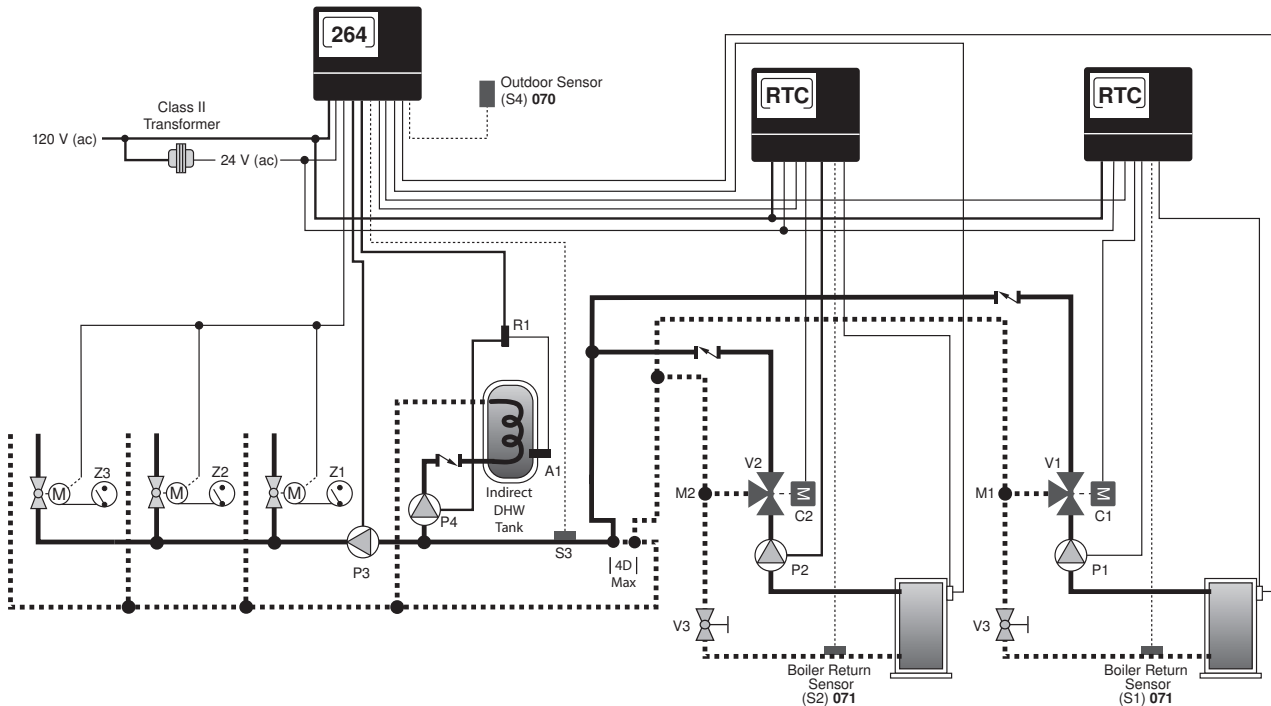 264
Outdoor Sensor
(S4) 070
RTC
RTC
Class II
Transformer
120 V (ac)
24 V (ac)
R1
Z3
M
Z2
M
Z1
M
A1
Indirect
DHW
Tank
P4
P3
S3
4D
Max
V2
M2
M
C2
P2
V3
Boiler Return
Sensor
(S2) 071
V1
M1
M
C1
P1
V3
Boiler Return
Sensor
(S1) 071